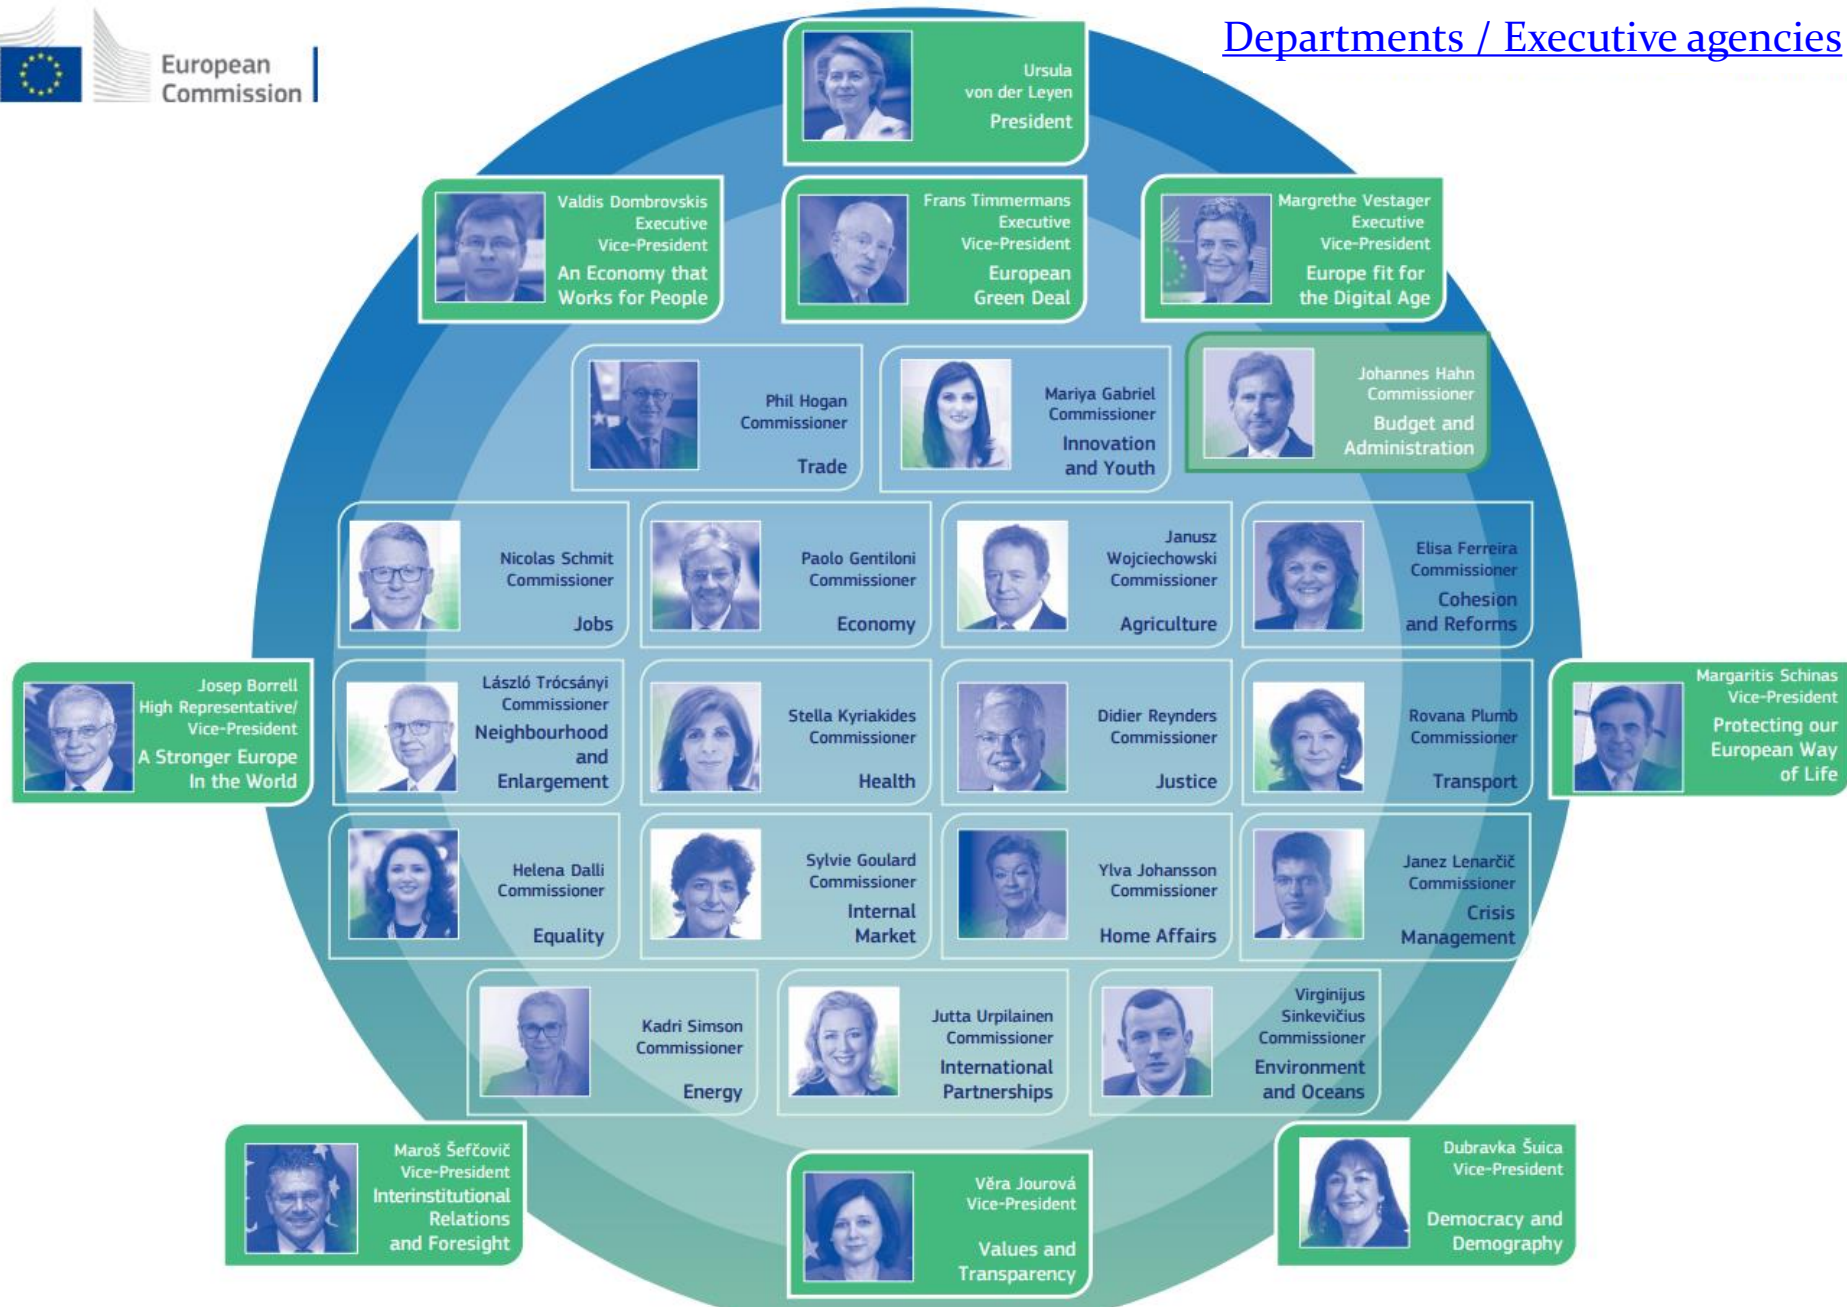 European
Commission
Departments / Executive agencies
Ursula
von der Leyen
President
Valdis Dombrovskis
Executive
Vice-President
An Economy that
Works for People
Frans Timmermans
Executive
Vice-President
European
Green Deal
Margrethe Vestager
Executive
Vice-President
Europe fit for
the Digital Age
Phil Hogan
Commissioner
Trade
Mariya Gabriel
Commissioner
Innovation
and Youth
Johannes Hahn
Commissioner
Budget and
Administration
Nicolas Schmit
Commissioner
Jobs
Paolo Gentiloni
Commissioner
Economy
Janusz
Wojciechowski
Commissioner
Agriculture
Elisa Ferreira
Commissioner
Cohesion
and Reforms
Josep Borrell
High Representative/
Vice-President
A Stronger Europe
In the World
László Trócsányi
Commissioner
Neighbourhood
and
Enlargement
Stella Kyriakides
Commissioner
Health
Didier Reynders
Commissioner
Justice
Rovana Plumb
Commissioner
Transport
Margaritis Schinas
Vice-President
Protecting our
European Way
of Life
Helena Dalli
Commissioner
Equality
Sylvie Goulard
Commissioner
Internal
Market
Ylva Johansson
Commissioner
Home Affairs
Janez Lenarčič
Commissioner
Crisis
Management
Kadri Simson
Commissioner
Energy
Jutta Urpilainen
Commissioner
International
Partnerships
Virginijus
Sinkevičius
Commissioner
Environment
and Oceans
Maroš Šefčovič
Vice-President
Interinstitutional
Relations
and Foresight
Věra Jourová
Vice-President
Values and
Transparency
Dubravka Šuica
Vice-President
Democracy and
Demography